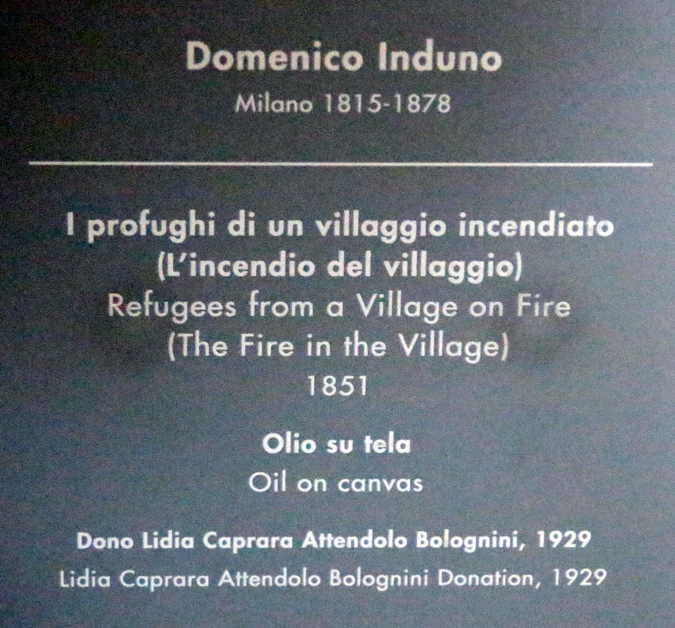 Domenico Induno
Milano 1815-1878
I profughi di un villaggio incendiato
(L'incendio del villaggio)
Refugees from a Village on Fire
(The Fire in the Village)
1851
Olio su tela
Oil on canvas
Dono Lidia Caprara Attendolo Bolognini, 1929
Lidia Caprara Attendolo Bolognini Donation, 1929